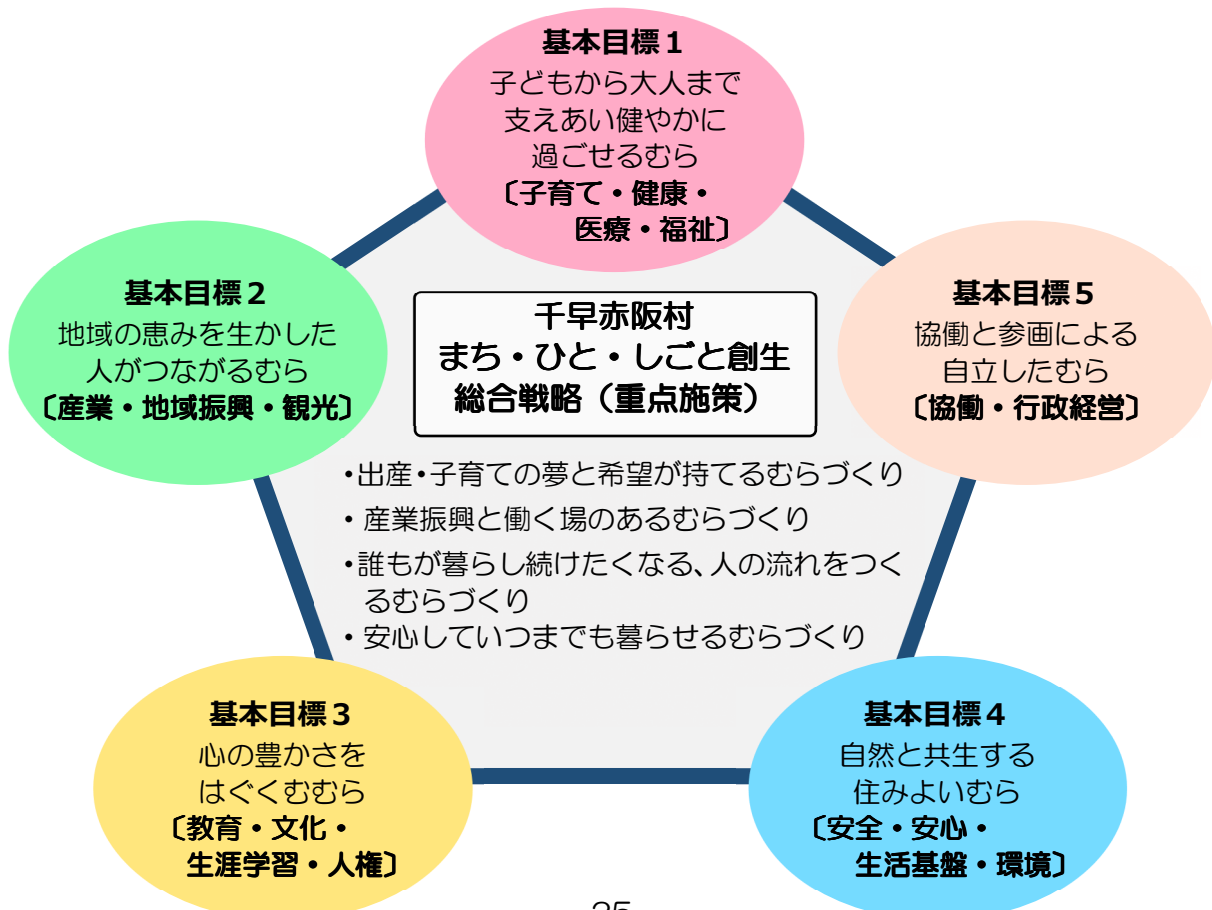 基本目標１
子どもから大人まで
支えあい健やかに
過ごせるむら
〔子育て・健康・
医療・福祉〕
基本目標２
地域の恵みを生かした
人がつながるむら
〔産業・地域振興・観光〕
千早赤阪村
まち・ひと・しごと創生
総合戦略（重点施策）
基本目標５
協働と参画による
自立したむら
〔協働・行政経営〕
・出産・子育ての夢と希望が持てるむらづくり
・産業振興と働く場のあるむらづくり
・誰もが暮らし続けたくなる、人の流れをつく
るむらづくり
・安心していつまでも暮らせるむらづくり
基本目標３
心の豊かさを
はぐくむむら
〔教育・文化・
生涯学習・人権〕
基本目標４
自然と共生する
住みよいむら
〔安全・安心・
生活基盤・環境〕